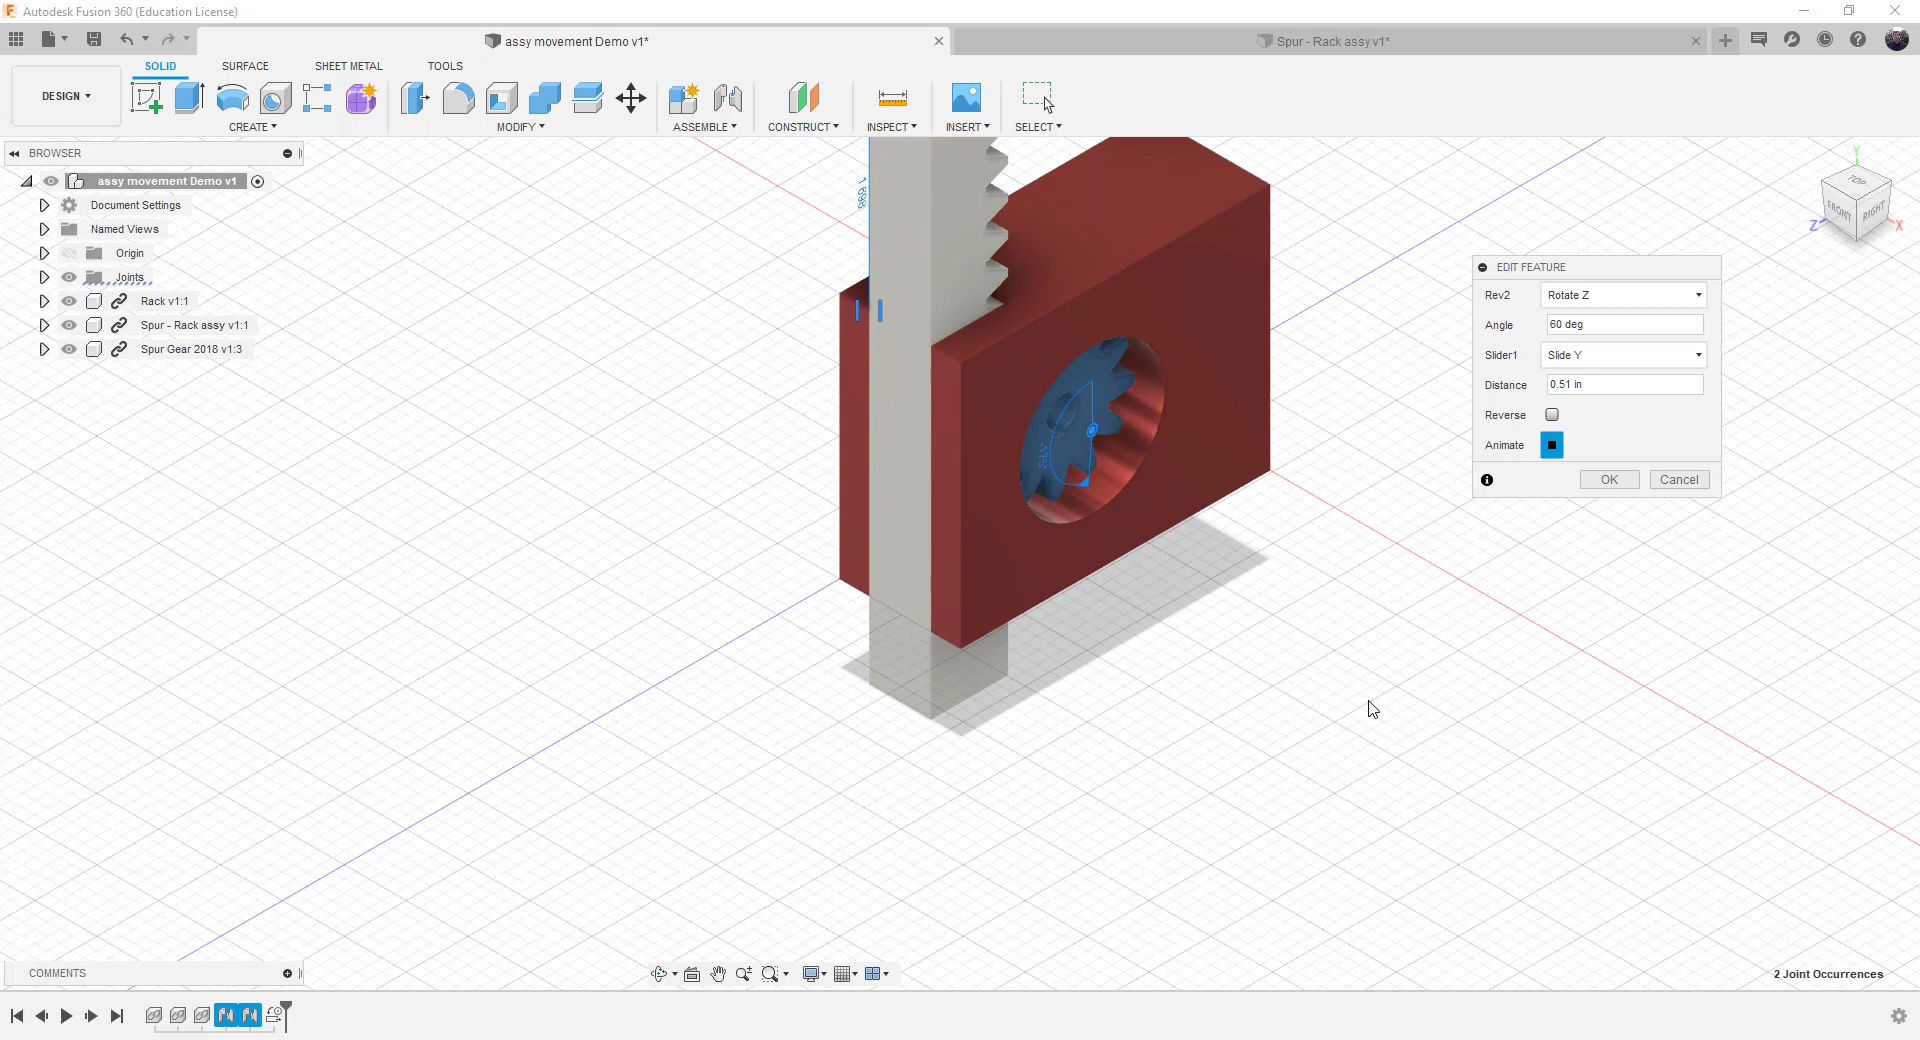 Autodesk Fusion 360 (Education License)
assy movement Demo v1*
Spur - Rack assy v1*
SOLID SURFACE SHEET METAL TOOLS
DESIGN
CREATE MODIFY ASSEMBLE CONSTRUCT INSPECT INSERT SELECT
BROWSER
assy movement Demo v1
Document Settings
Named Views
Origin
Joints
Rack v1:1
Spur - Rack assy v1:1
Spur Gear 2018 v1:3
Y
TOP
FRONT
RIGHT
Z
X
EDIT FEATURE
Rev2 Rotate Z
Angle 60 deg
Slider1 Slide Y
Distance 0.51 in
Reverse
Animate
OK Cancel
COMMENTS
2 Joint Occurrences